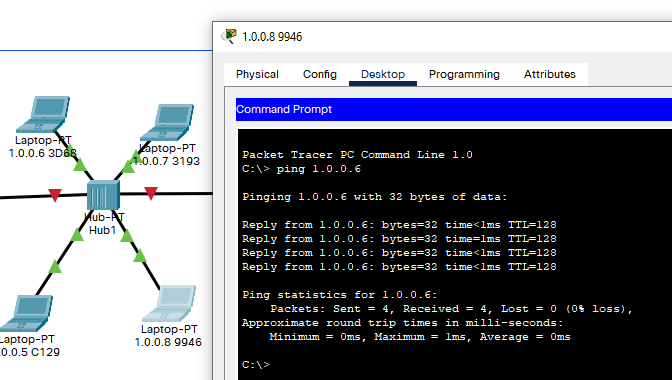 1.0.0.8 9946
Physical Config Desktop Programming Attributes
Command Prompt
Packet Tracer PC Command Line 1.0
C:\> ping 1.0.0.6
Pinging 1.0.0.6 with 32 bytes of data:
Reply from 1.0.0.6: bytes=32 time<1ms TTL=128
Reply from 1.0.0.6: bytes=32 time=1ms TTL=128
Reply from 1.0.0.6: bytes=32 time<1ms TTL=128
Reply from 1.0.0.6: bytes=32 time<1ms TTL=128
Ping statistics for 1.0.0.6:
Packets: Sent = 4, Received = 4, Lost = 0 (0% loss),
Approximate round trip times in milli-seconds:
Minimum = 0ms, Maximum = 1ms, Average = 0ms
C:\>
Laptop-PT
1.0.0.6 3D68
Laptop-PT
1.0.0.7 3193
Hub-PT
Hub1
Laptop-PT
.0.0.5 C129
Laptop-PT
1.0.0.8 9946